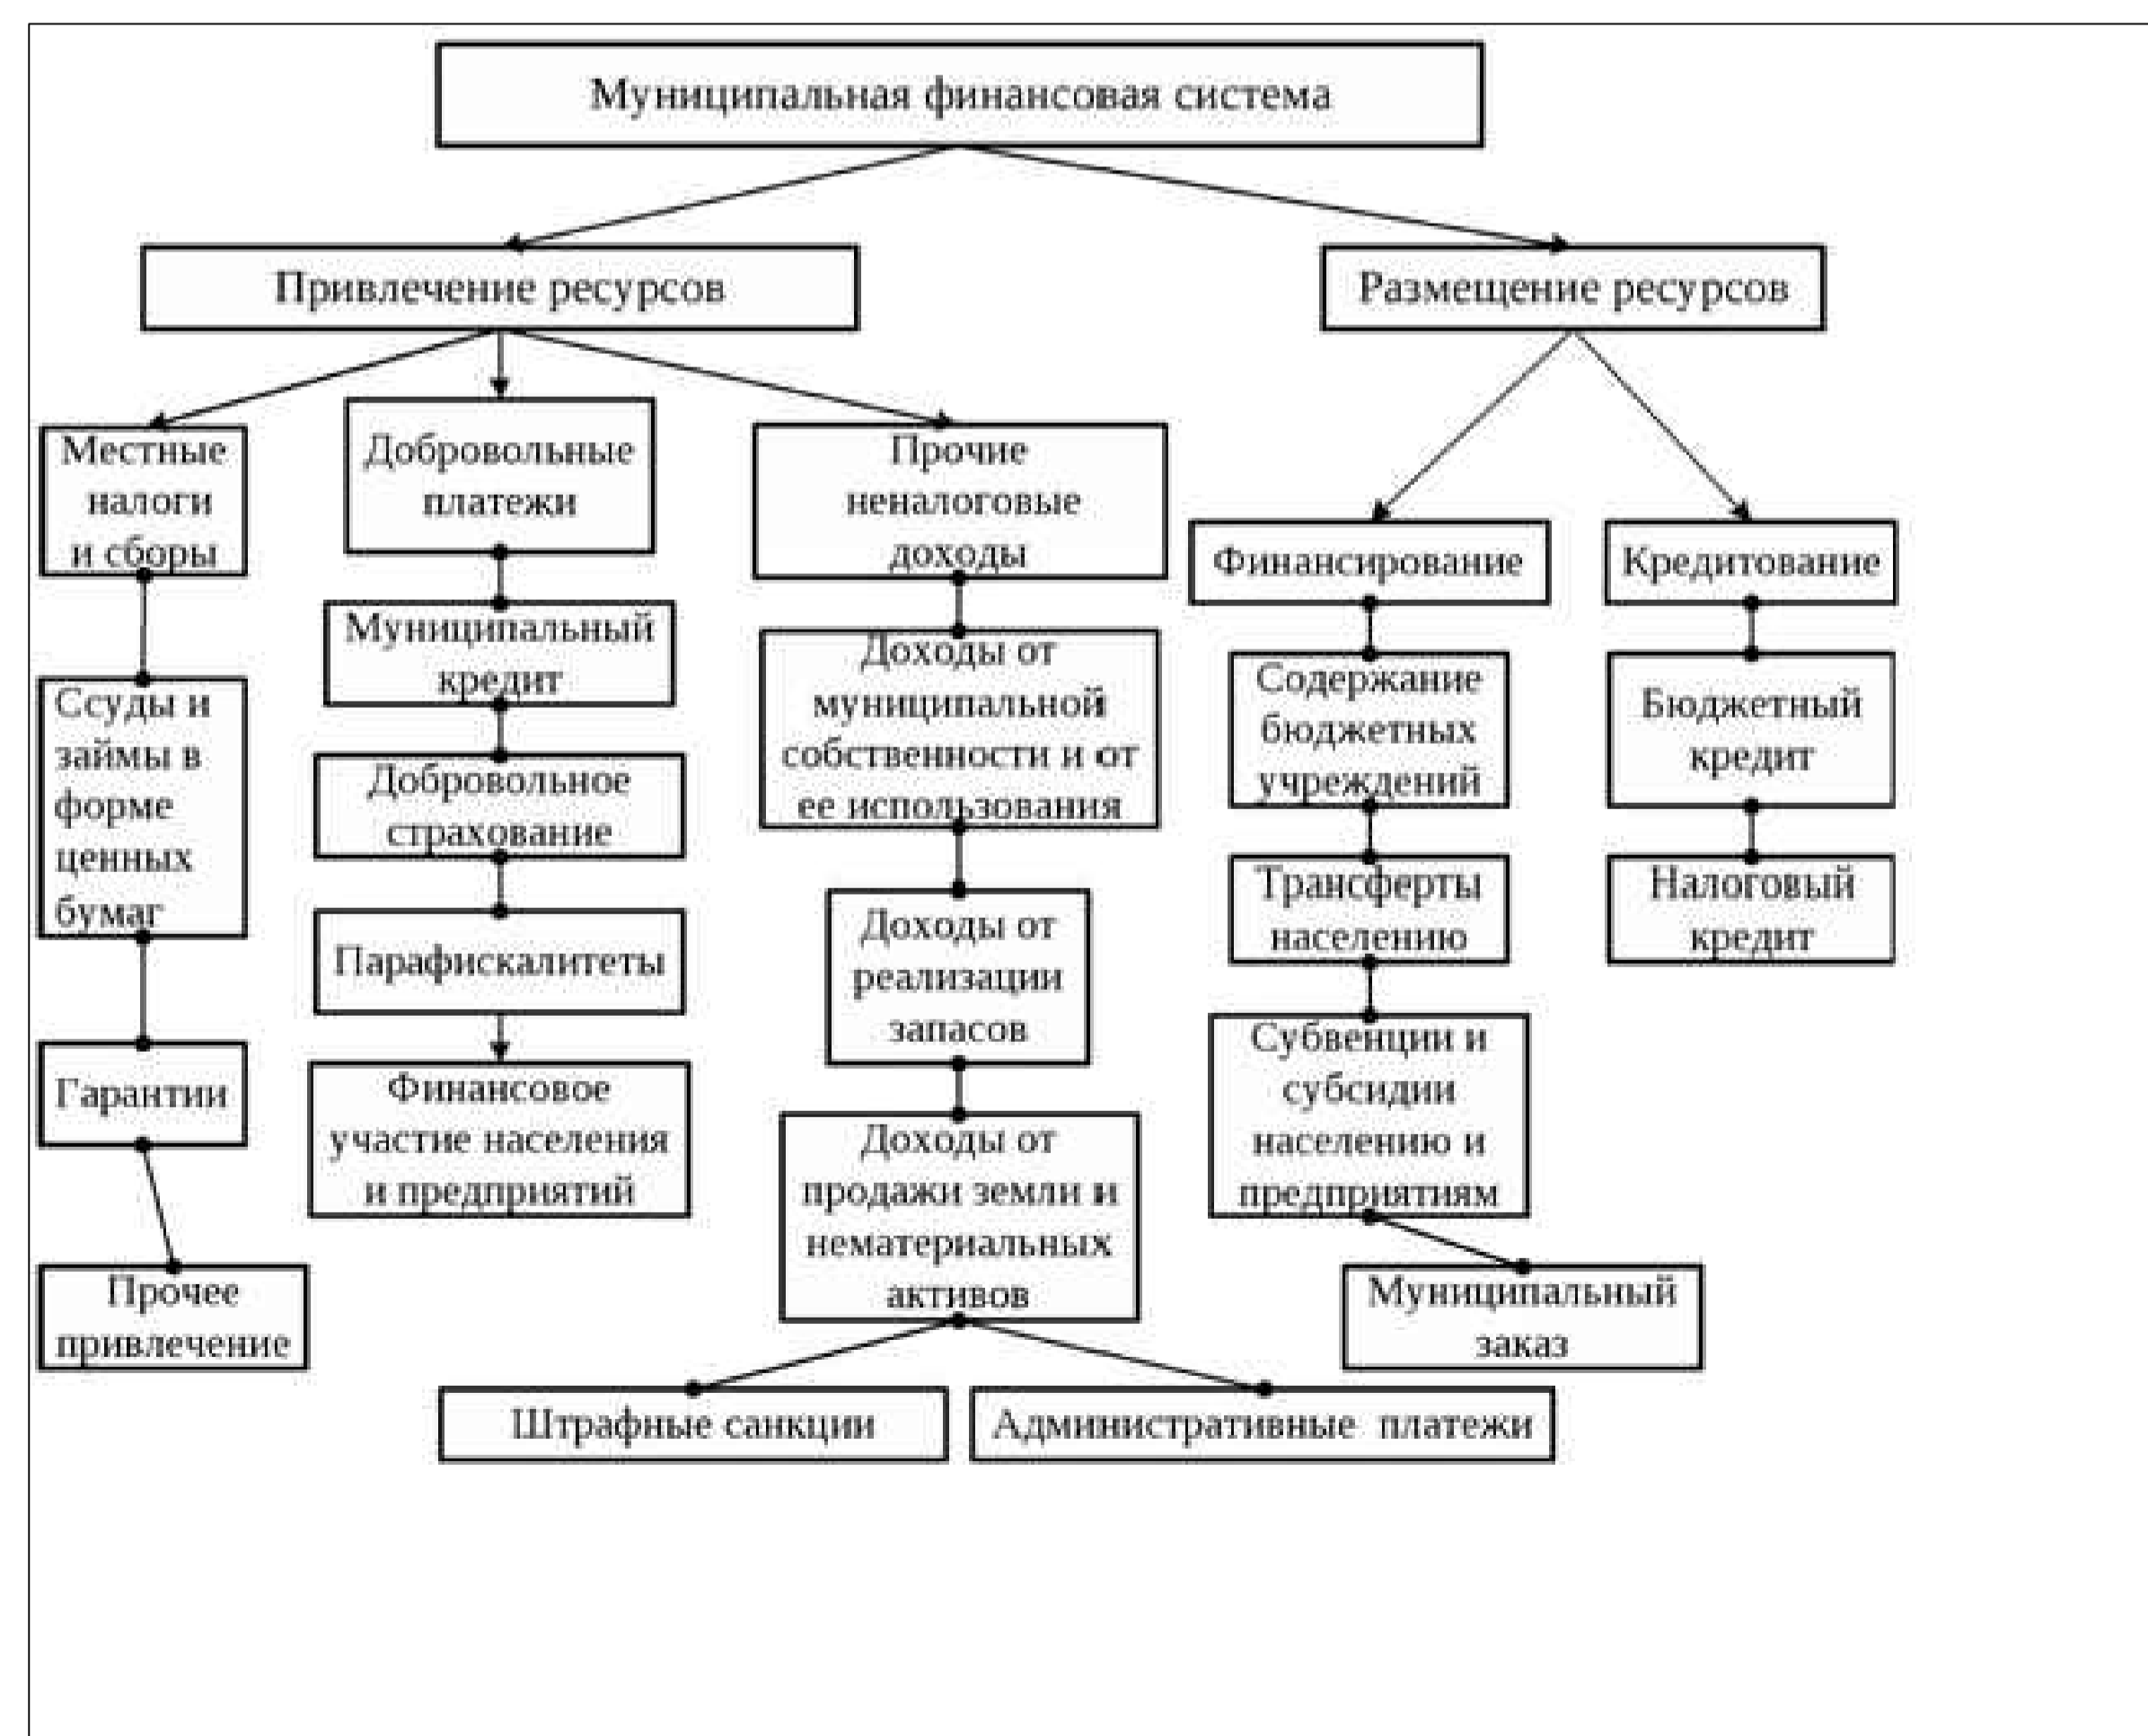 Муниципальная финансовая система
Привлечение ресурсов
Размещение ресурсов
Местные
налоги
и сборы
Добровольные
платежи
Прочие
неналоговые
доходы
Финансирование
Кредитование
Ссуды и
займы в
форме
ценных
бумаг
Муниципальный
кредит
Доходы от
муниципальной
собственности и от
ее использования
Содержание
бюджетных
учреждений
Бюджетный
кредит
Добровольное
страхование
Трансферты
населению
Налоговый
кредит
Парафискалитеты
Доходы от
реализации
запасов
Гарантии
Финансовое
участие населения
и предприятий
Доходы от
продажи земли и
нематериальных
активов
Субвенции и
субсидии
населению и
предприятиям
Прочее
привлечение
Муниципальный
заказ
Штрафные санкции
Административные платежи